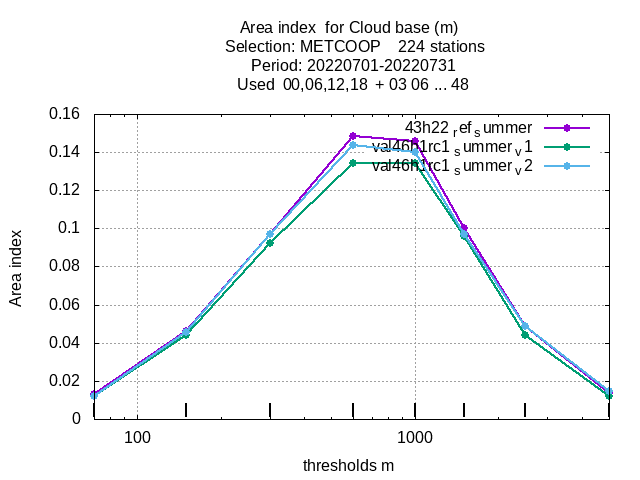 Area index  for Cloud base (m)
Selection: METCOOP    224 stations
Period: 20220701-20220731
Used  00,06,12,18  + 03 06 ... 48
0.16
0.14
0.12
0.1
0.08
0.06
0.04
0.02
0
Area index
43h22 ref summer
val46h1rc1 summer v1
val46h1rc1 summer v2
100
1000
thresholds m